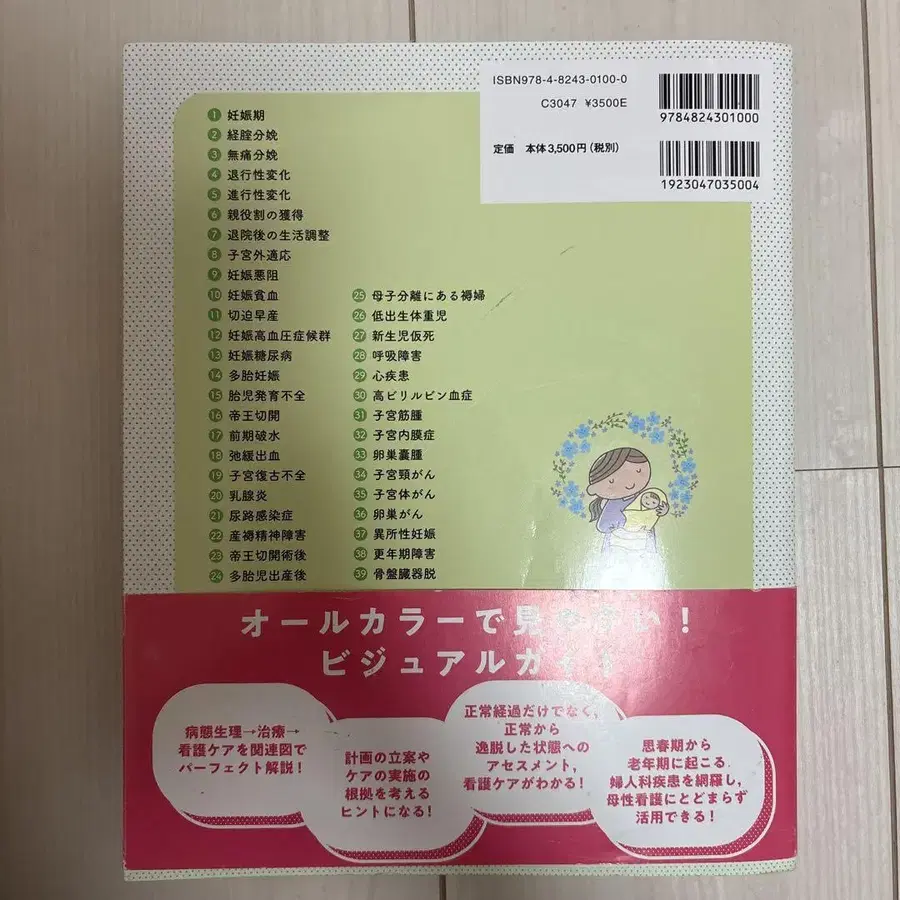 ISBN978-4-8243-0100-0
C3047 ¥3500E
定価 本体3,500円(税別)
9784824301000
1923047035004
1 妊娠期
2 経腟分娩
3 無痛分娩
4 退行性変化
5 進行性変化
6 親役割の獲得
7 退院後の生活調整
8 子宮外適応
9 妊娠悪阻
10 妊娠貧血
11 切迫早産
12 妊娠高血圧症候群
13 妊娠糖尿病
14 多胎妊娠
15 胎児発育不全
16 帝王切開
17 前期破水
18 弛緩出血
19 子宮復古不全
20 乳腺炎
21 尿路感染症
22 産褥精神障害
23 帝王切開術後
24 多胎児出産後
25 母子分離にある褥婦
26 低出生体重児
27 新生児仮死
28 呼吸障害
29 心疾患
30 高ビリルビン血症
31 子宮筋腫
32 子宮内膜症
33 卵巣嚢腫
34 子宮頸がん
35 子宮体がん
36 卵巣がん
37 異所性妊娠
38 更年期障害
39 骨盤臓器脱
オールカラーで見やすい!
ビジュアルガイド
病態生理→治療→
看護ケアを関連図で
パーフェクト解説!
計画の立案や
ケアの実施の
根拠を考える
ヒントになる!
正常経過だけでなく,
正常から
逸脱した状態への
アセスメント,
看護ケアがわかる!
思春期から
老年期に起こる
婦人科疾患を網羅し,
母性看護にとどまらず
活用できる!